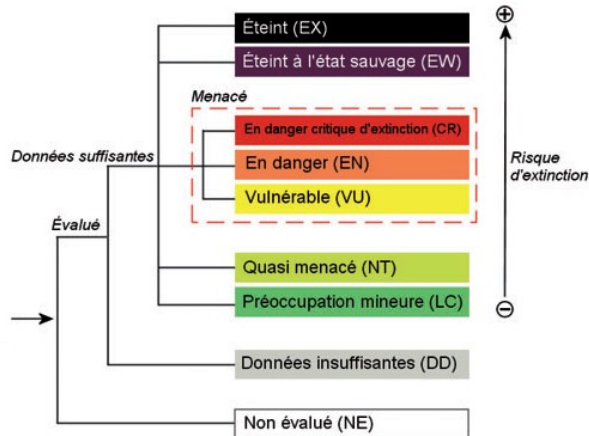 Éteint (EX)
Éteint à l'état sauvage (EW)
Menacé
En danger critique d'extinction (CR)
Données suffisantes
En danger (EN)
Risque
d'extinction
Vulnérable (VU)
Évalué
Quasi menacé (NT)
Préoccupation mineure (LC)
Données insuffisantes (DD)
Non évalué (NE)